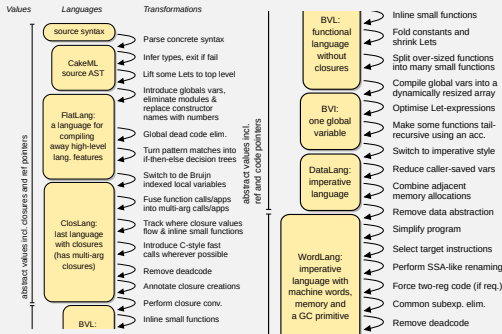 Values
Languages
Transformations
source syntax
Parse concrete syntax
CakeML
source AST
Infer types, exit if fail
Lift some Lets to top level
Introduce globals vars,
eliminate modules &
replace constructor
names with numbers
FlatLang:
a language for
compiling
away high-level
lang. features
Global dead code elim.
Turn pattern matches into
if-then-else decision trees
Switch to de Bruijn
indexed local variables
Fuse function calls/apps
into multi-arg calls/apps
ClosLang:
last language
with closures
(has multi-arg
closures)
Track where closure values
flow & inline small functions
Introduce C-style fast
calls wherever possible
Remove deadcode
Annotate closure creations
Perform closure conv.
Inline small functions
BVL:
abstract values incl. closures and ref pointers
BVL:
functional
language
without
closures
Inline small functions
Fold constants and
shrink Lets
Split over-sized functions
into many small functions
Compile global vars into a
dynamically resized array
BVI:
one global
variable
Optimise Let-expressions
Make some functions tail-
recursive using an acc.
Switch to imperative style
DataLang:
imperative
language
Reduce caller-saved vars
Combine adjacent
memory allocations
Remove data abstraction
abstract values incl.
ref and code pointers
WordLang:
imperative
language with
machine words,
memory and
a GC primitive
Simplify program
Select target instructions
Perform SSA-like renaming
Force two-reg code (if req.)
Common subexp. elim.
Remove deadcode